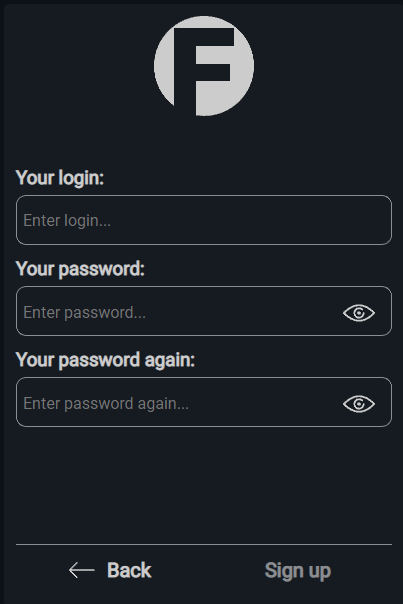 F
Your login:
Enter login...
Your password:
Enter password...
Your password again:
Enter password again...
Back
Sign up